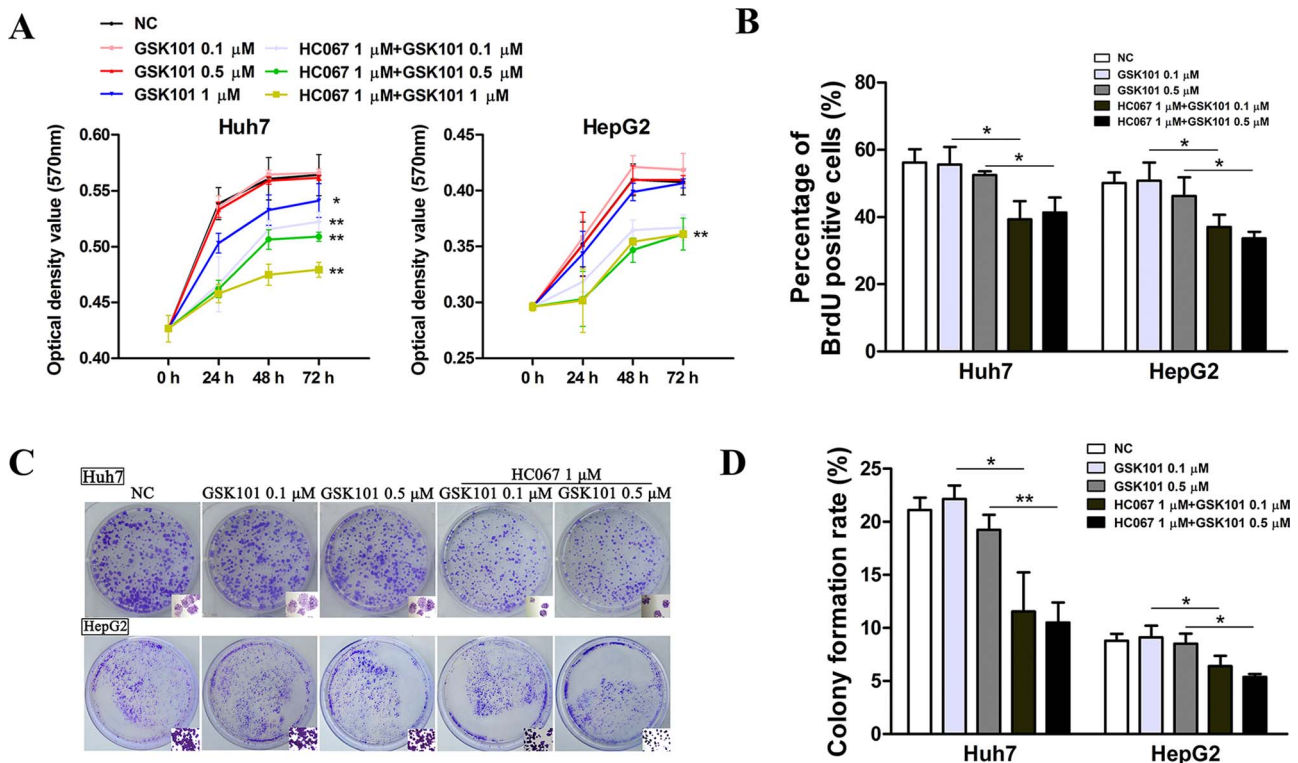 A
NC
GSK101 0.1 μM
GSK101 0.5 μM
GSK101 1 μM
HC067 1 μM+GSK101 0.1 μM
HC067 1 μM+GSK101 0.5 μM
HC067 1 μM+GSK101 1 μM
Huh7
Optical density value (570nm)
0.60
0.55
0.50
0.45
0.40
0 h 24 h 48 h 72 h
*
**
**
**
HepG2
Optical density value (570nm)
0.45
0.40
0.35
0.30
0.25
0 h 24 h 48 h 72 h
**
B
NC
GSK101 0.1 μM
GSK101 0.5 μM
HC067 1 μM+GSK101 0.1 μM
HC067 1 μM+GSK101 0.5 μM
Percentage of
BrdU positive cells (%)
80
60
40
20
0
*
*
*
*
Huh7 HepG2
C
Huh7
HC067 1 μM
NC GSK101 0.1 μM GSK101 0.5 μM GSK101 0.1 μM GSK101 0.5 μM
HepG2
D
NC
GSK101 0.1 μM
GSK101 0.5 μM
HC067 1 μM+GSK101 0.1 μM
HC067 1 μM+GSK101 0.5 μM
Colony formation rate (%)
25
20
15
10
5
0
*
**
*
*
Huh7 HepG2